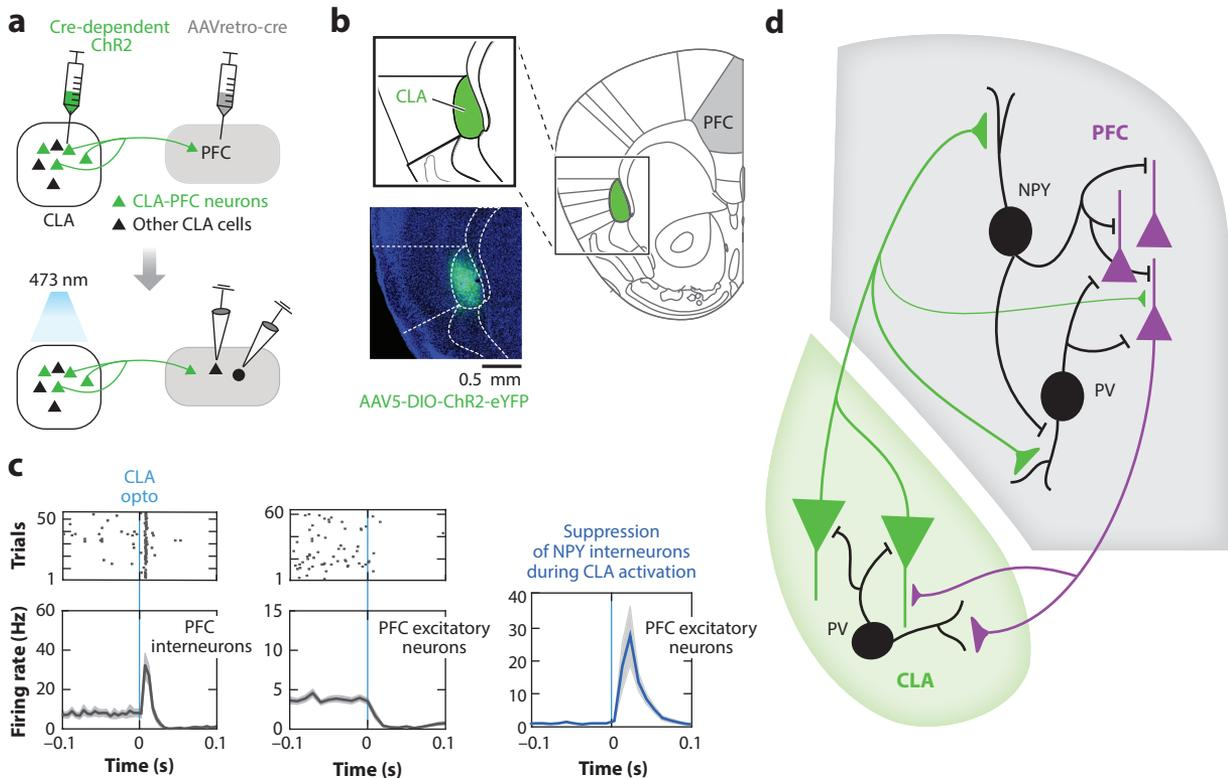 a
Cre-dependent
ChR2
AAVretro-cre
PFC
CLA
CLA-PFC neurons
Other CLA cells
473 nm
b
CLA
PFC
0.5 mm
AAV5-DIO-ChR2-eYFP
c
CLA
opto
Trials
50
1
60
1
Firing rate (Hz)
60
40
20
0
PFC
interneurons
–0.1
0
0.1
Time (s)
15
10
5
0
PFC excitatory
neurons
–0.1
0
0.1
Time (s)
Suppression
of NPY interneurons
during CLA activation
40
30
20
10
0
PFC excitatory
neurons
–0.1
0
0.1
Time (s)
d
PFC
NPY
PV
PV
CLA